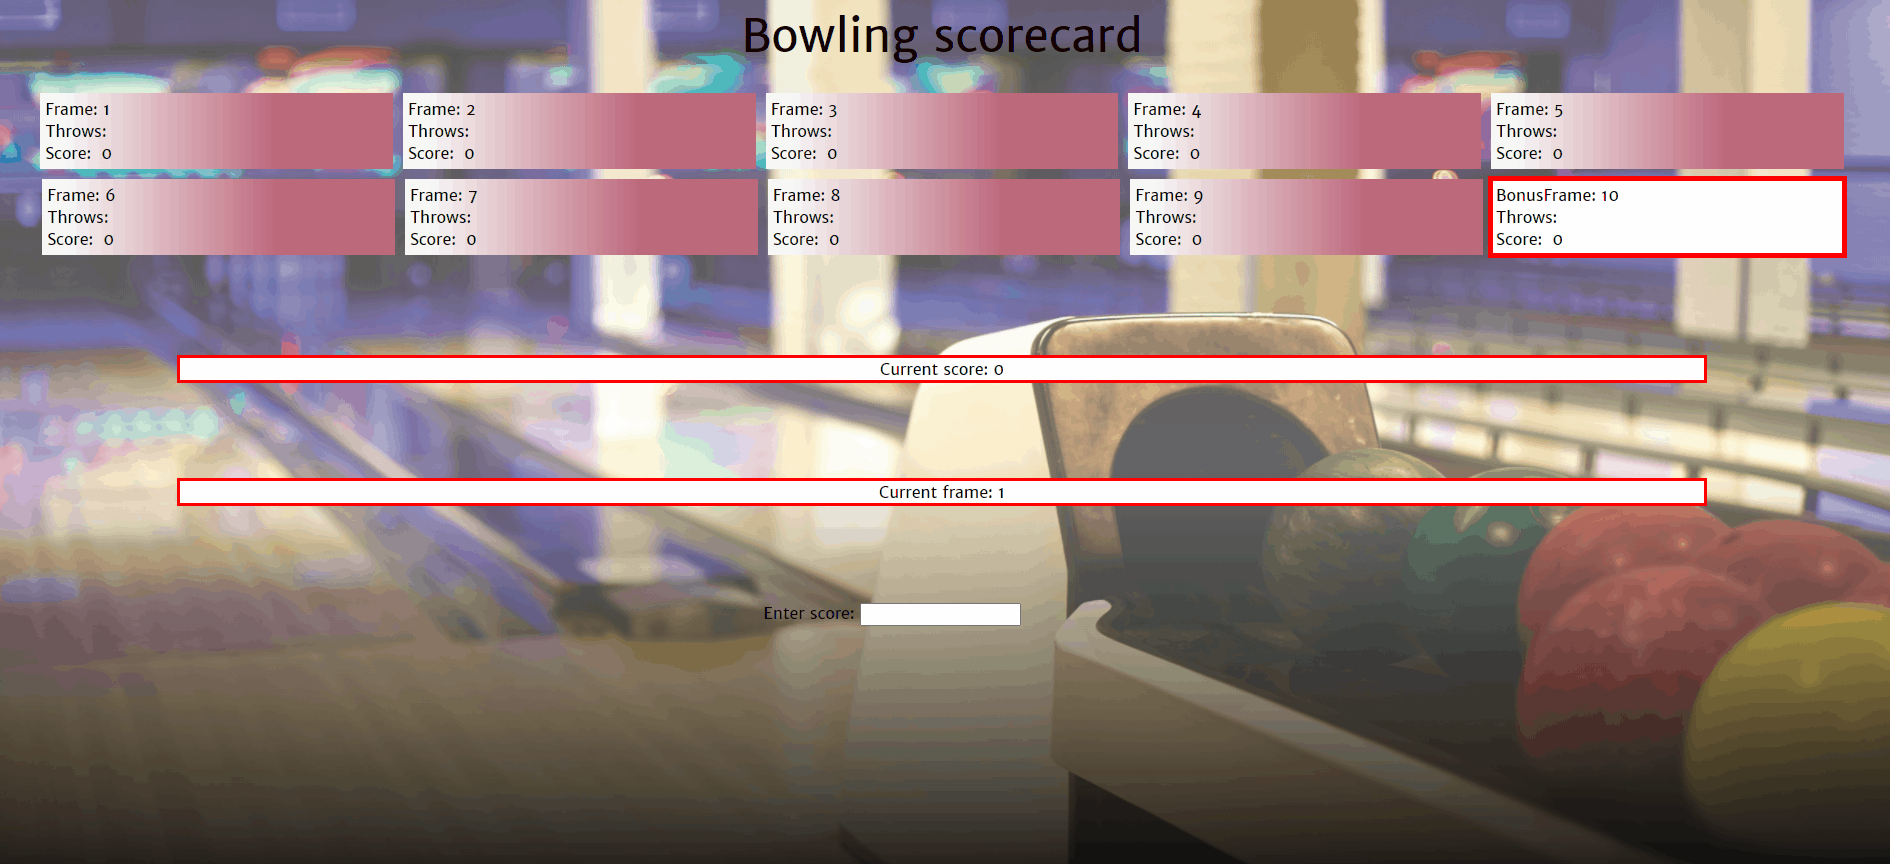 Bowling scorecard
Frame: 1
Throws:
Score: 0
Frame: 2
Throws:
Score: 0
Frame: 3
Throws:
Score: 0
Frame: 4
Throws:
Score: 0
Frame: 5
Throws:
Score: 0
Frame: 6
Throws:
Score: 0
Frame: 7
Throws:
Score: 0
Frame: 8
Throws:
Score: 0
Frame: 9
Throws:
Score: 0
BonusFrame: 10
Throws:
Score: 0
Current score: 0
Current frame: 1
Enter score: